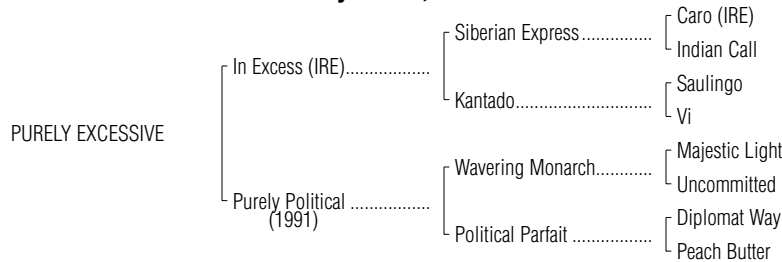 Caro (IRE)
Siberian Express................
Indian Call
In Excess (IRE)...................
Saulingo
Kantado..............................
Vi
PURELY EXCESSIVE
Majestic Light
Wavering Monarch............
Uncommitted
Purely Political ..................
(1991)
Diplomat Way
Political Parfait ..................
Peach Butter